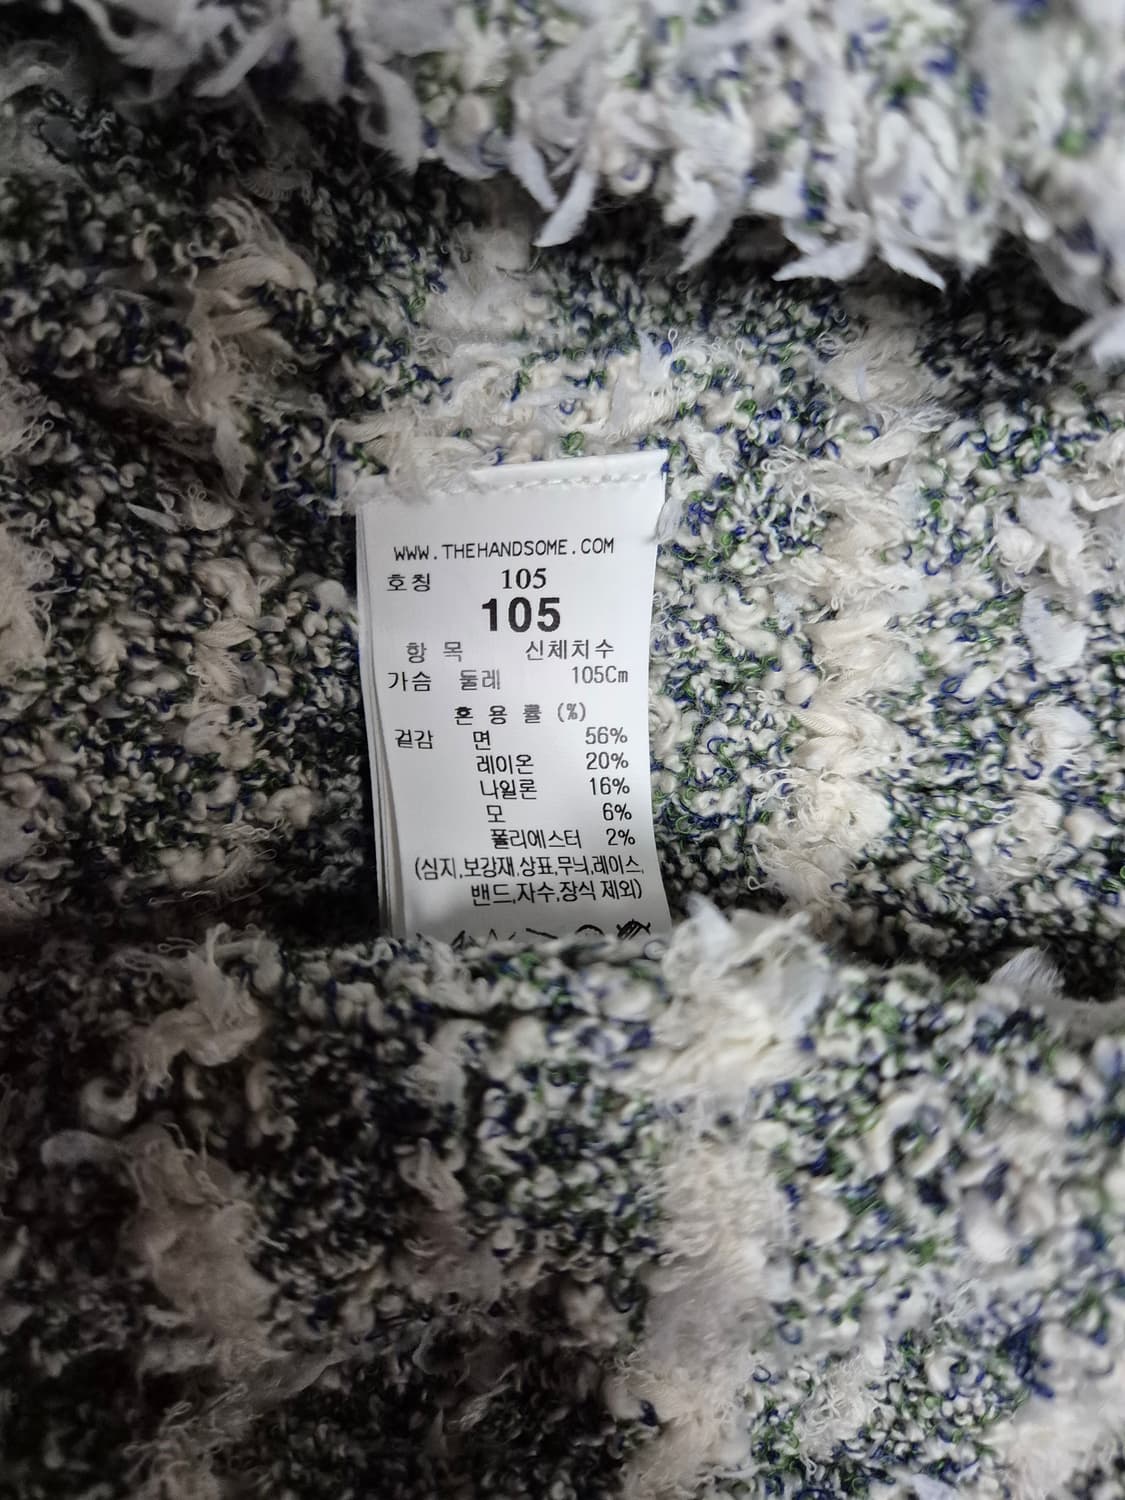 WWW.THEHANDSOME.COM
호칭 105
105
항 목 신체치수
가슴 둘레 105Cm
혼 용 률 (%)
겉감 면 56%
레이온 20%
나일론 16%
모 6%
폴리에스터 2%
(심지,보강재,상표,무늬,레이스,
밴드,자수,장식 제외)